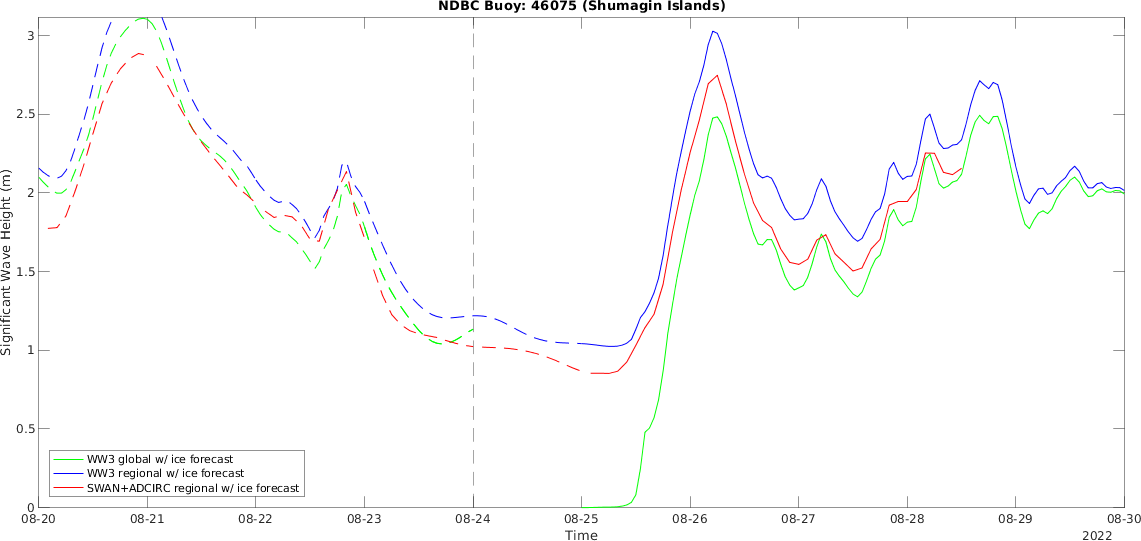 NDBC Buoy: 46075 (Shumagin Islands)
3
2.5
2
1.5
1
0.5
0
Significant Wave Height (m)
WW3 global w/ ice forecast
WW3 regional w/ ice forecast
SWAN+ADCIRC regional w/ ice forecast
08-20 08-21 08-22 08-23 08-24 08-25 08-26 08-27 08-28 08-29 08-30
Time
2022